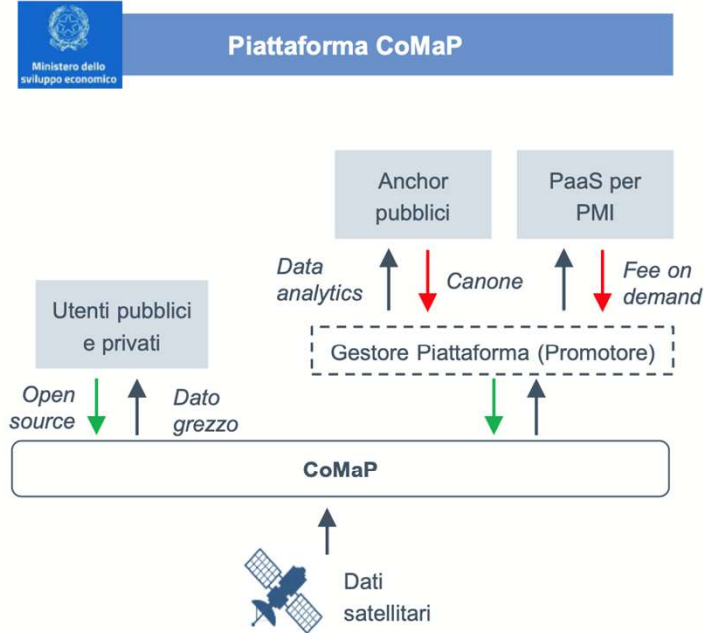 Ministero dello
sviluppo economico
Piattaforma CoMaP
Anchor
pubblici
PaaS per
PMI
Data
analytics
Canone
Fee on
demand
Utenti pubblici
e privati
Gestore Piattaforma (Promotore)
Open
source
Dato
grezzo
CoMaP
Dati
satellitari